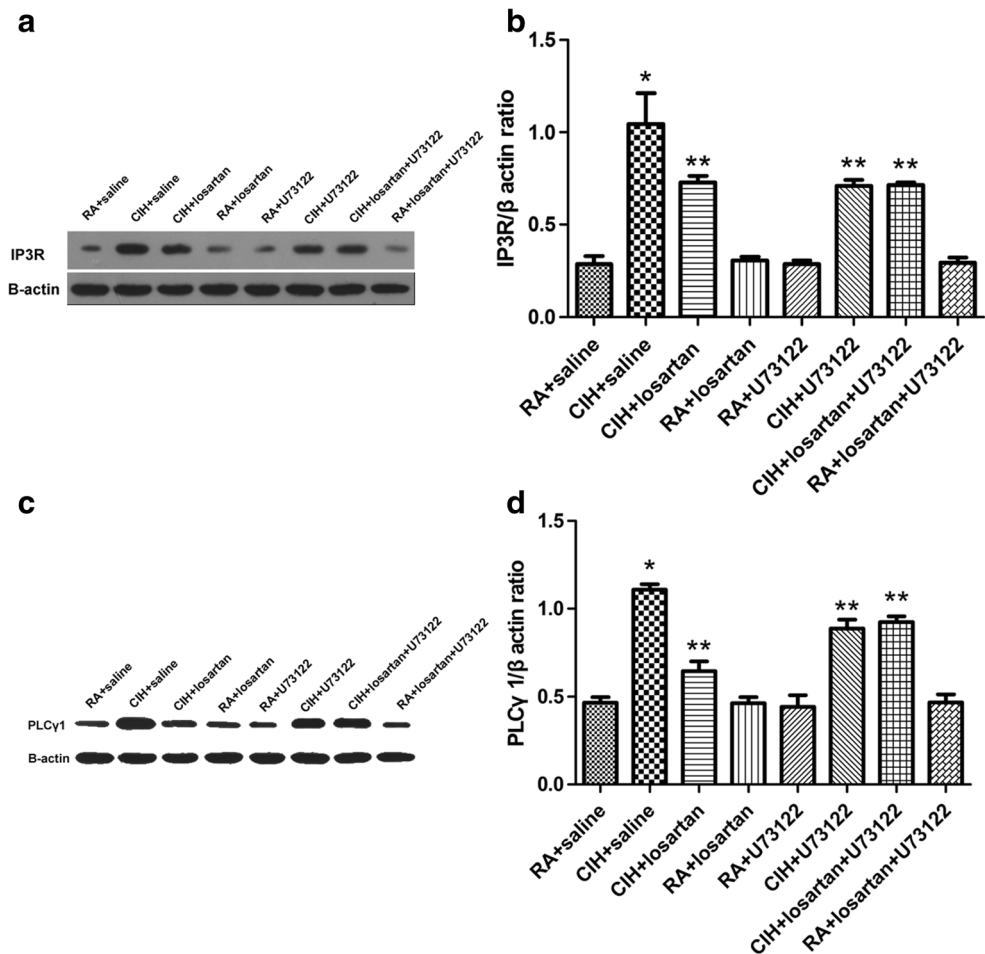 a
RA+saline
CIH+saline
CIH+losartan
RA+losartan
RA+U73122
CIH+U73122
CIH+losartan+U73122
RA+losartan+U73122
IP3R
B-actin
b
IP3R/β actin ratio
1.5
1.0
0.5
0.0
*
**
**
**
RA+saline
CIH+saline
CIH+losartan
RA+losartan
RA+U73122
CIH+U73122
CIH+losartan+U73122
RA+losartan+U73122
c
RA+saline
CIH+saline
CIH+losartan
RA+losartan
RA+U73122
CIH+U73122
CIH+losartan+U73122
RA+losartan+U73122
PLCγ1
B-actin
d
PLCγ 1/β actin ratio
1.5
1.0
0.5
0.0
*
**
**
**
RA+saline
CIH+saline
CIH+losartan
RA+losartan
RA+U73122
CIH+U73122
CIH+losartan+U73122
RA+losartan+U73122